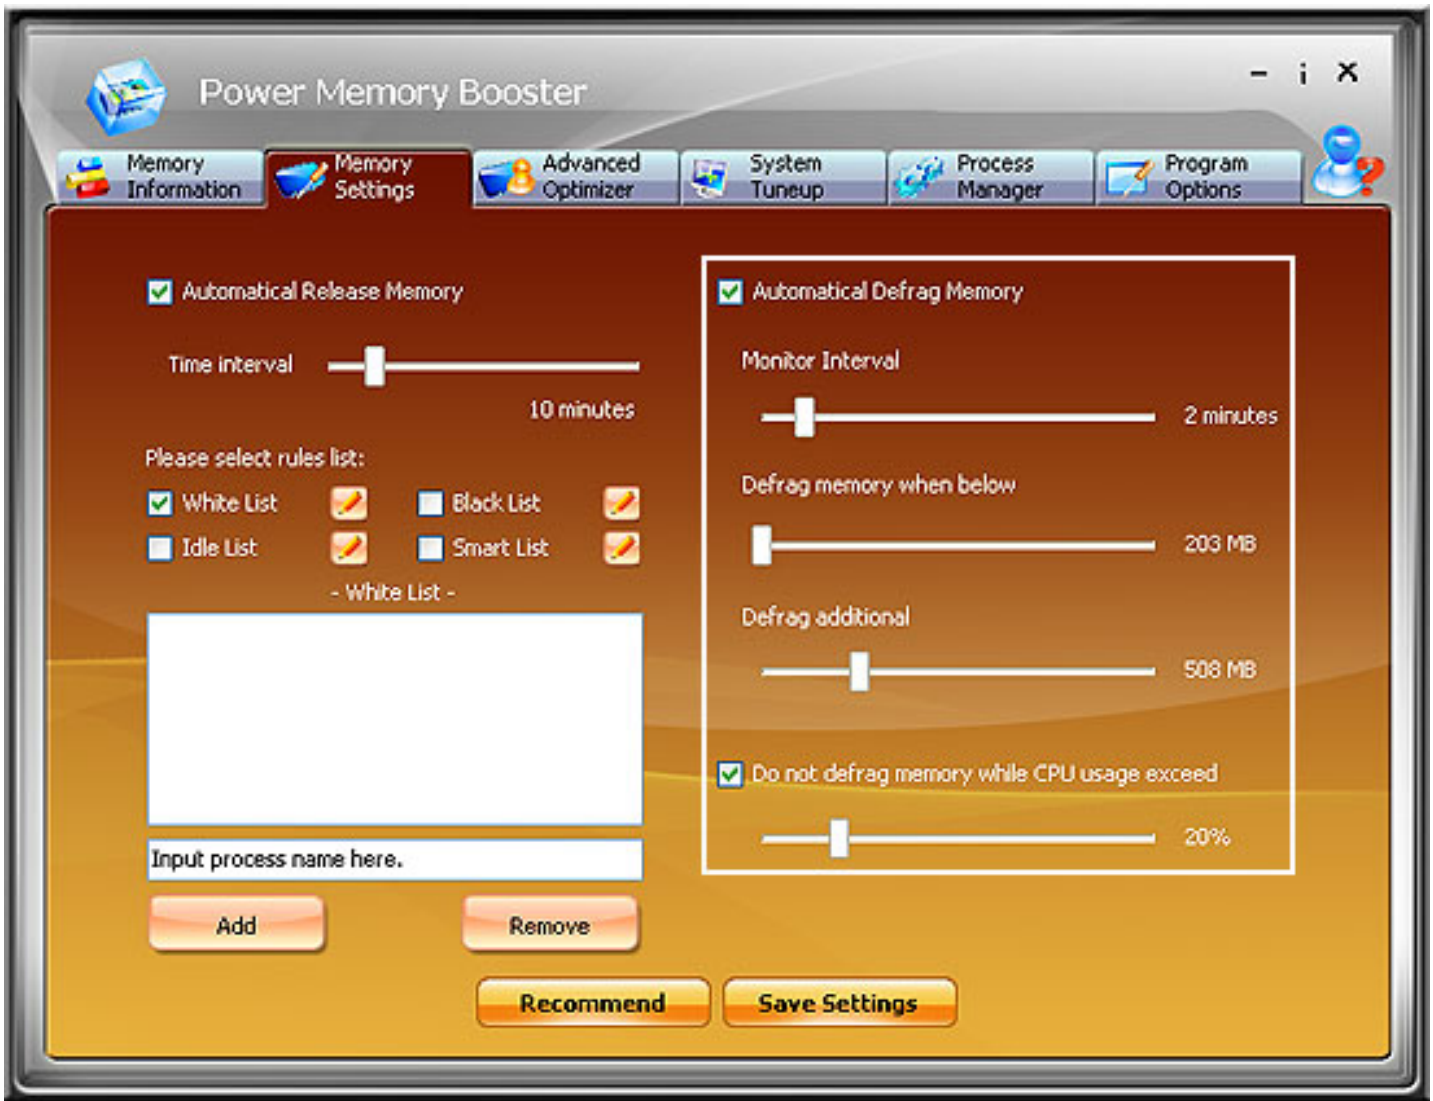 Power Memory Booster
Memory Information
Memory Settings
Advanced Optimizer
System Tuneup
Process Manager
Program Options
Automatical Release Memory
Time interval
10 minutes
Please select rules list:
White List
Black List
Idle List
Smart List
- White List -
Input process name here.
Add
Remove
Automatical Defrag Memory
Monitor Interval
2 minutes
Defrag memory when below
203 MB
Defrag additional
508 MB
Do not defrag memory while CPU usage exceed
20%
Recommend
Save Settings